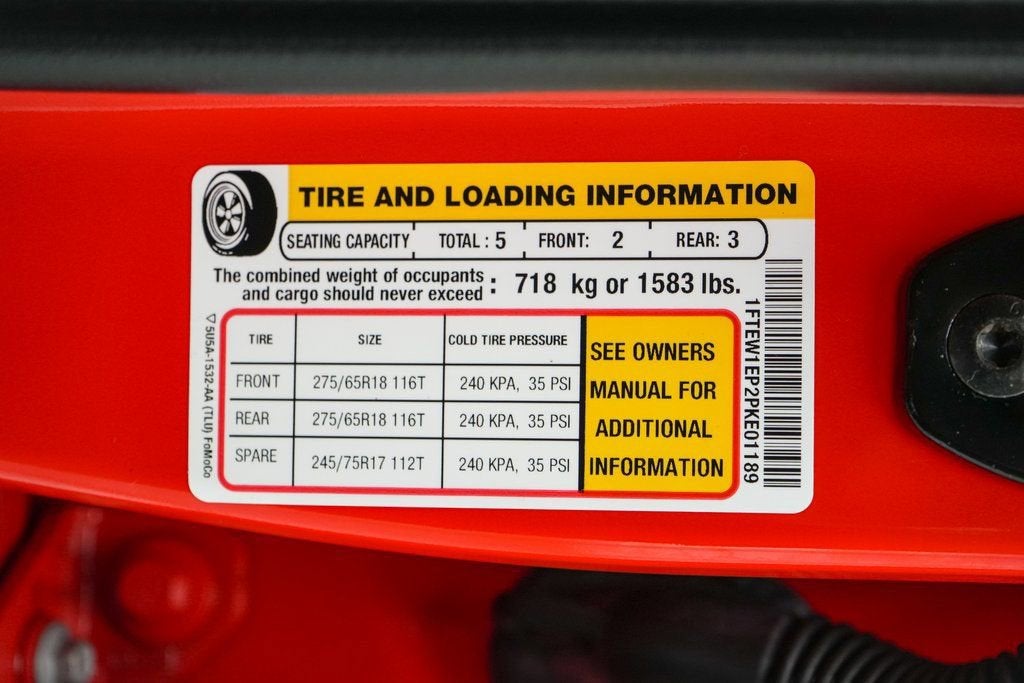 TIRE AND LOADING INFORMATION
SEATING CAPACITY TOTAL : 5 FRONT: 2 REAR: 3
The combined weight of occupants
and cargo should never exceed : 718 kg or 1583 lbs.
TIRE SIZE COLD TIRE PRESSURE
FRONT 275/65R18 116T 240 KPA, 35 PSI
REAR 275/65R18 116T 240 KPA, 35 PSI
SPARE 245/75R17 112T 240 KPA, 35 PSI
SEE OWNERS
MANUAL FOR
ADDITIONAL
INFORMATION
1FTEW1EP2PKE01189
5U5A-1532-AA (TLU) FoMoCo